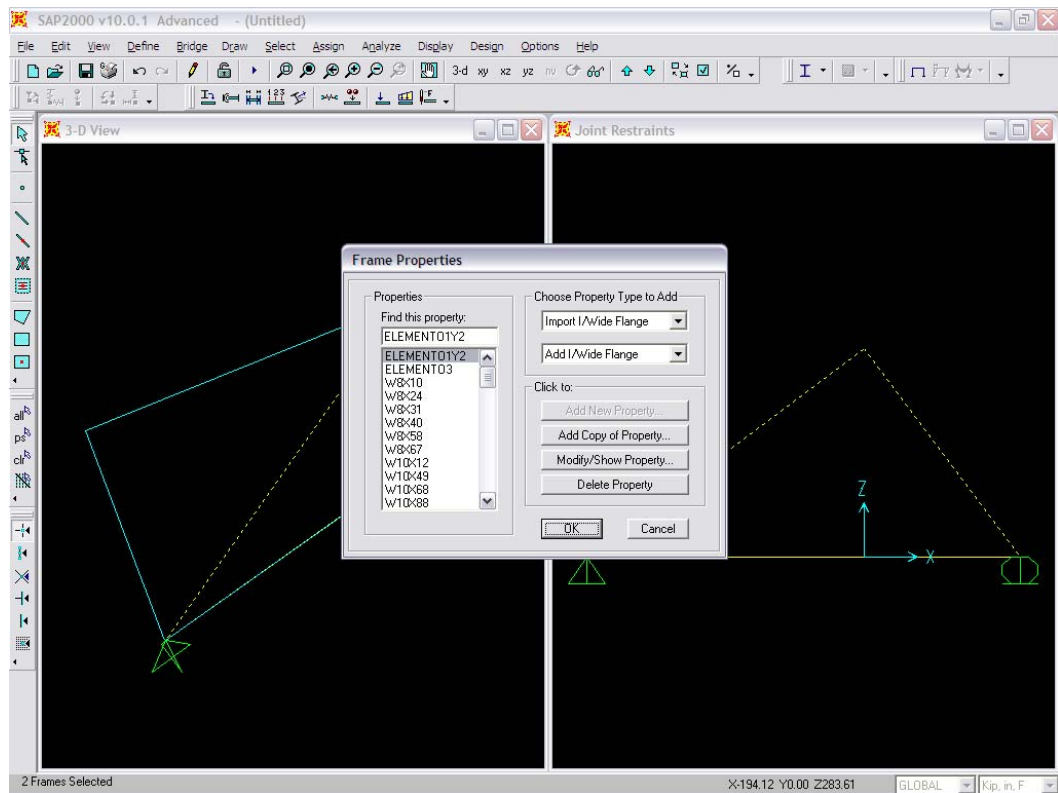 SAP2000 v10.0.1 Advanced - (Untitled)
File Edit View Define Bridge Draw Select Assign Analyze Display Design Options Help
3-d xy xz yz nv
3-D View
Joint Restraints
Frame Properties
Properties
Find this property:
ELEMENTO1Y2
ELEMENTO1Y2
ELEMENTO3
W8X10
W8X24
W8X31
W8X40
W8X58
W8X67
W10X12
W10X49
W10X68
W10X88
Choose Property Type to Add
Import I/Wide Flange
Add I/Wide Flange
Click to:
Add New Property...
Add Copy of Property...
Modify/Show Property...
Delete Property
OK Cancel
all
ps
clr
Z
X
2 Frames Selected
X-194.12 Y0.00 Z283.61
GLOBAL
Kip, in, F